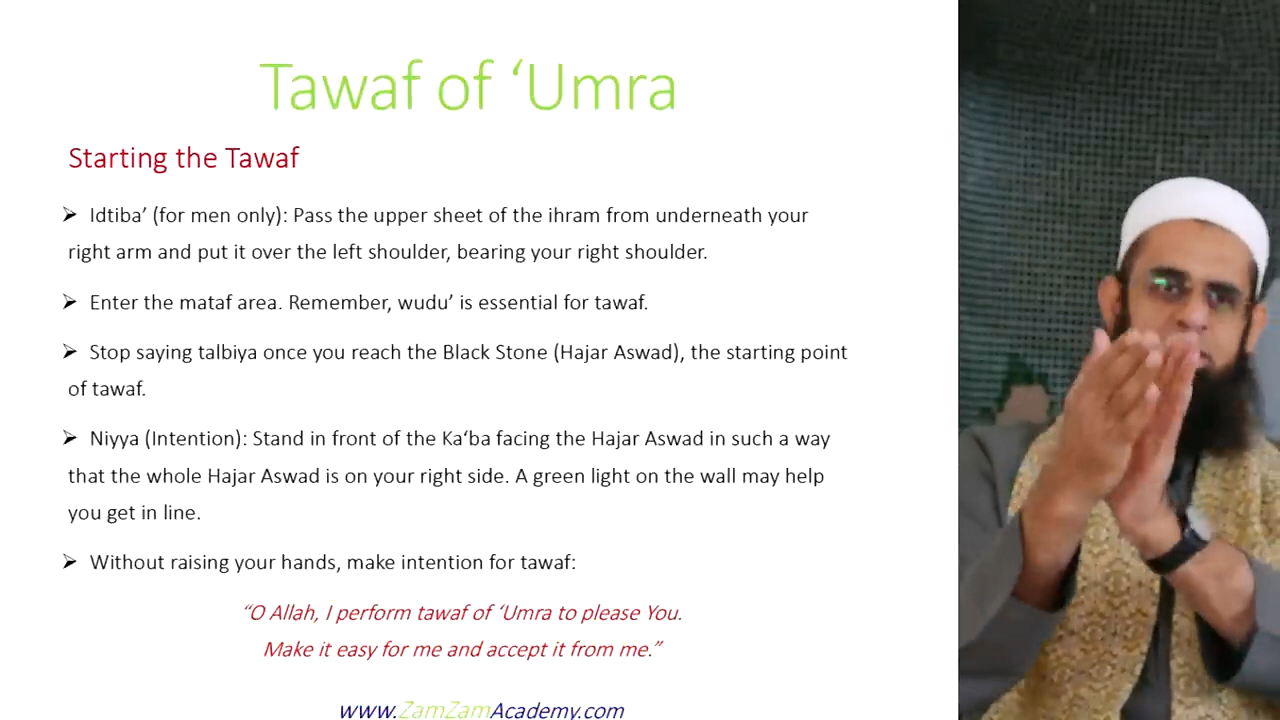 Tawaf of ‘Umra
Starting the Tawaf
➢ Idtiba’ (for men only): Pass the upper sheet of the ihram from underneath your
right arm and put it over the left shoulder, bearing your right shoulder.
➢ Enter the mataf area. Remember, wudu’ is essential for tawaf.
➢ Stop saying talbiya once you reach the Black Stone (Hajar Aswad), the starting point
of tawaf.
➢ Niyya (Intention): Stand in front of the Ka‘ba facing the Hajar Aswad in such a way
that the whole Hajar Aswad is on your right side. A green light on the wall may help
you get in line.
➢ Without raising your hands, make intention for tawaf:
“O Allah, I perform tawaf of ‘Umra to please You.
Make it easy for me and accept it from me.”
www.ZamZamAcademy.com